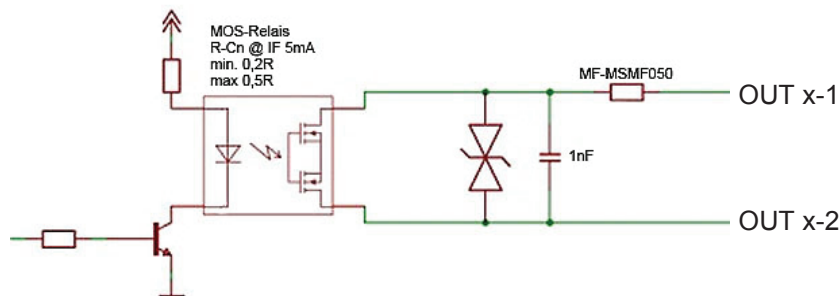 MOS-Relais
R-Cn @ IF 5mA
min. 0,2R
max 0,5R
MF-MSMF050
OUT x-1
1nF
OUT x-2